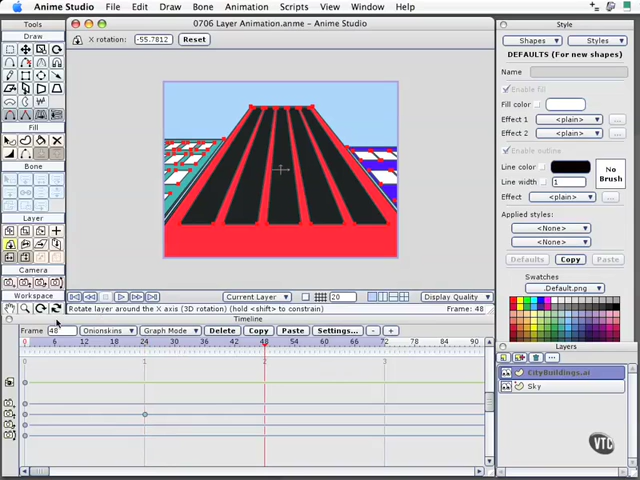 Anime Studio File Edit Draw Bone Animation Scripts View Window Help
Tools
0706 Layer Animation.anme - Anime Studio
Style
Draw
X rotation: -55.7812 Reset
Shapes Styles
DEFAULTS (For new shapes)
Name
Enable fill
Fill color
Effect 1 <plain> ...
Effect 2 <plain> ...
Fill
Enable outline
Line color
Line width 1
No Brush
Effect <plain> ...
Bone
Applied styles:
<None>
<None>
Layer
Defaults Copy Paste
Camera
Swatches
.Default.png ...
Workspace
Current Layer 20 Display Quality
Rotate layer around the X axis (3D rotation) (hold <shift> to constrain) Frame: 48
Timeline
Frame 48 Onionskins Graph Mode Delete Copy Paste Settings... - +
0 6 12 18 24 30 36 42 48 54 60 66 72 78 84 90
Layers
CityBuildings.ai
Sky
0 1 2 3
VTC